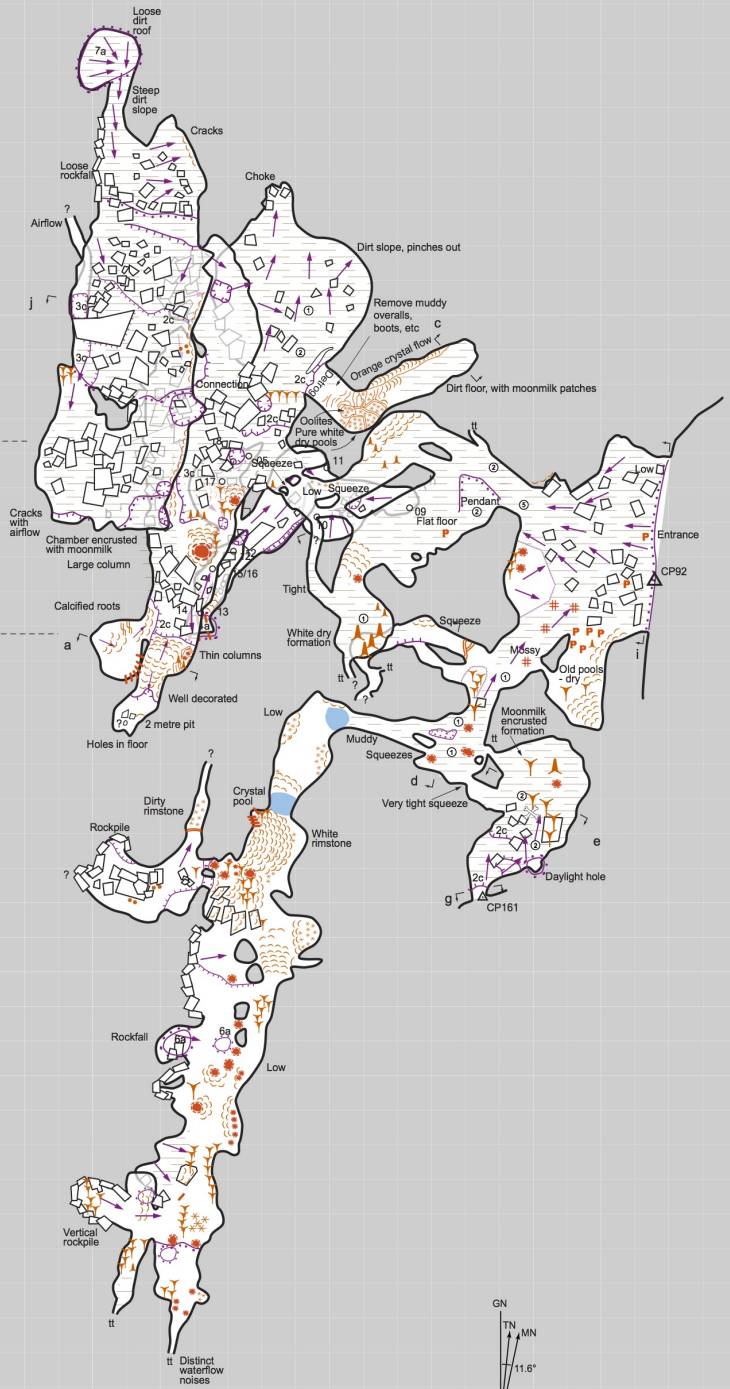 Loose
dirt
roof
7a
Steep
dirt
slope
Cracks
Loose
rockfall
Choke
?
Airflow
Dirt slope, pinches out
j
3c
2c
1
Remove muddy
overalls,
boots, etc
c
2
3c
Orange crystal flow
2c
Detrog
Connection
Dirt floor, with moonmilk patches
2c
Oolites
Pure white
dry pools
tt
11
05
Squeeze
3c
17
Low
Squeeze
2
Low
Pendant
09
2
5
Flat floor
b
10
P
P
Entrance
Cracks
with
airflow
Chamber encrusted
with moonmilk
Large column
?
12
15/16
Tight
P
CP92
Calcified roots
14
13
1
2c
a
White dry
formation
Squeeze
P
P
P
P
P
Thin columns
Mossy
i
tt
tt
?
?
1
Old pools
- dry
Well decorated
?
2 metre pit
Holes in floor
Low
Muddy
1
tt
Moonmilk
encrusted
formation
Squeezes
1
?
d
Very tight squeeze
Dirty
rimstone
Crystal
pool
2
2c
e
Rockpile
White
rimstone
2
?
2c
Daylight hole
g
CP161
Rockfall
6a
6a
Low
Vertical
rockpile
tt
tt
Distinct
waterflow
noises
GN
TN
MN
11.6°